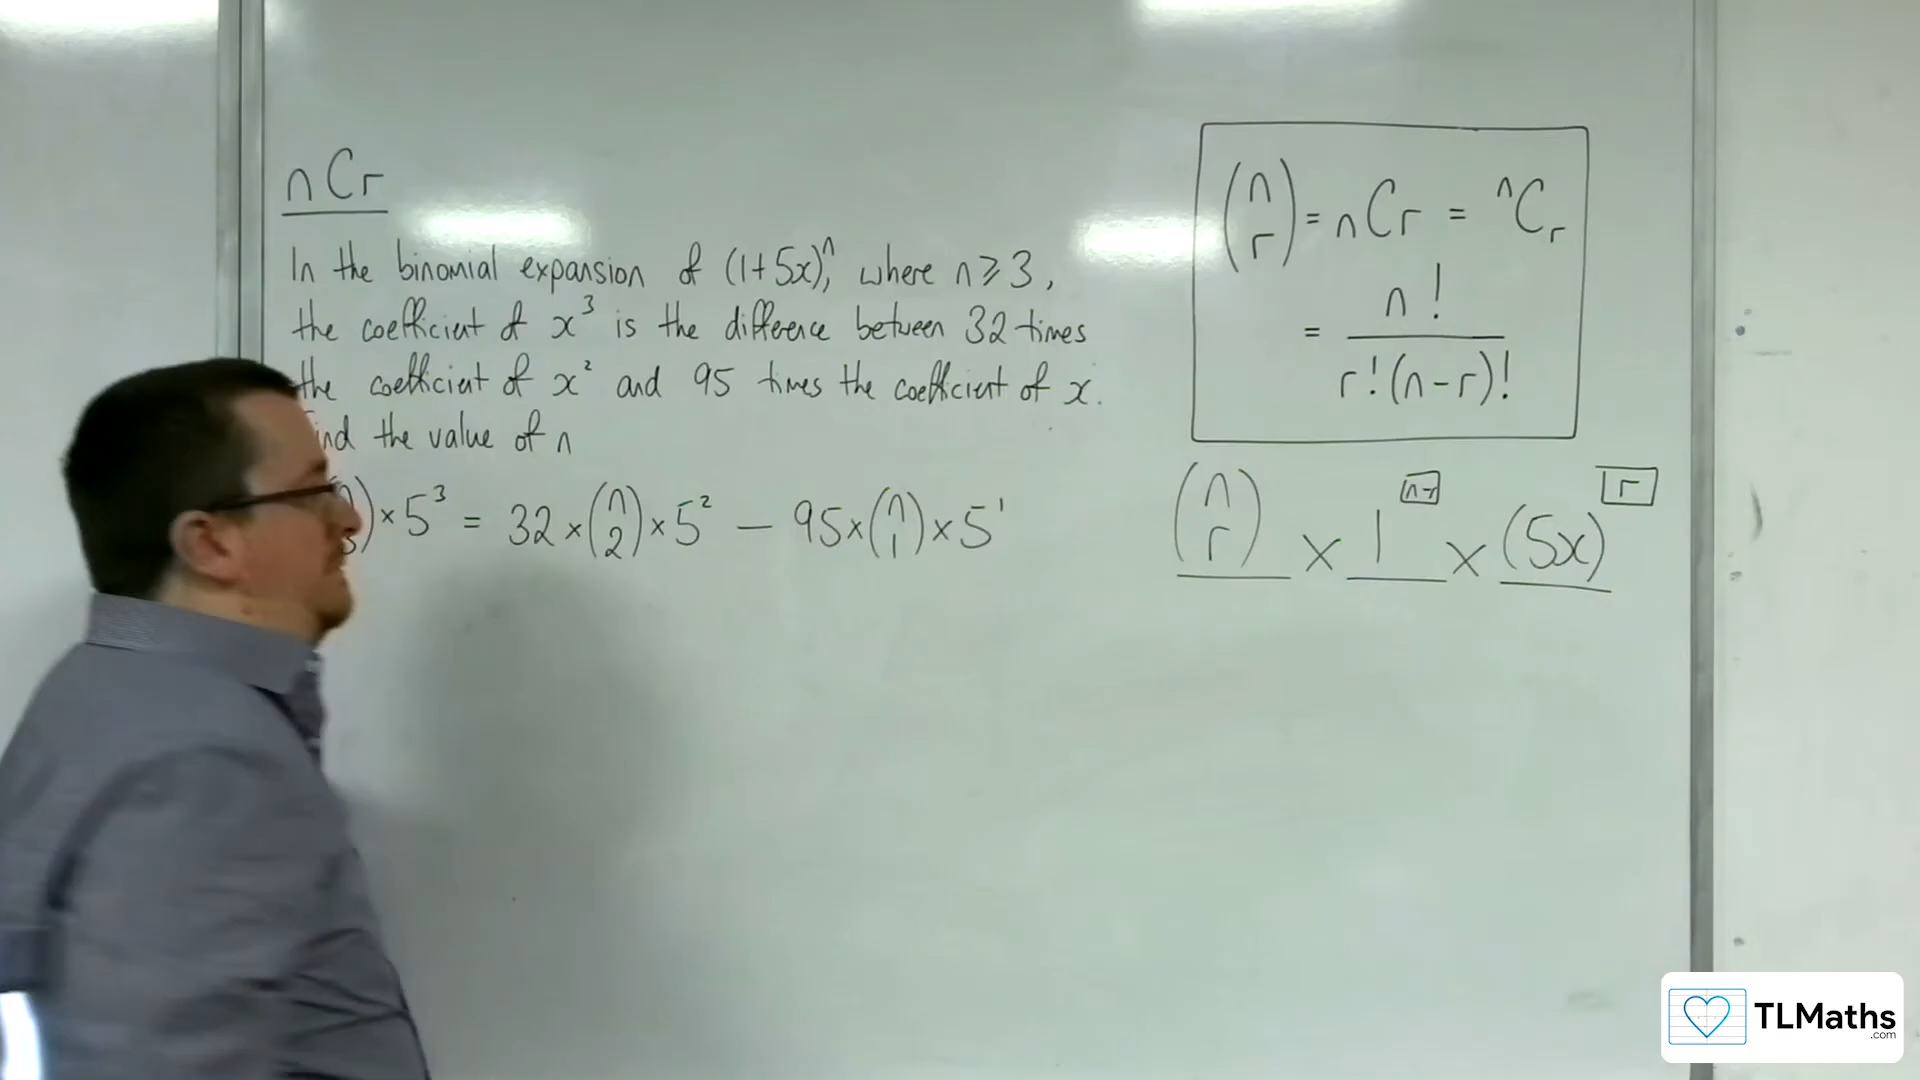 nCr
In the binomial expansion of (1+5x)ⁿ, where n ⩾ 3,
the coefficient of x³ is the difference between 32 times
the coefficient of x² and 95 times the coefficient of x.
ind the value of n
) × 5³ = 32 × (n 2) × 5² − 95 × (n 1) × 5¹
(n r) = nCr = ⁿCᵣ
= n! / r!(n-r)!
(n r) × 1^[n-r] × (5x)^[r]
TLMaths
.com